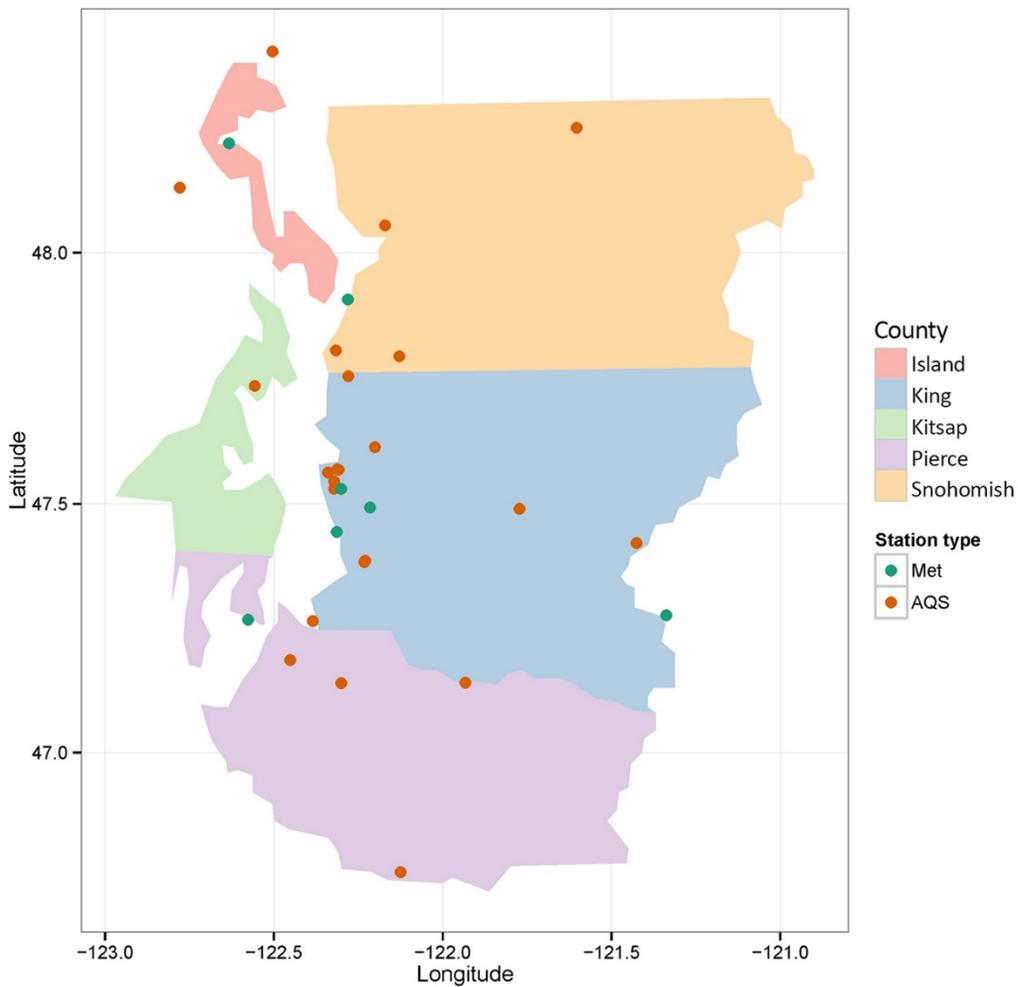 48.0
47.5
47.0
Latitude
−123.0
−122.5
−122.0
−121.5
−121.0
Longitude
County
Island
King
Kitsap
Pierce
Snohomish
Station type
Met
AQS